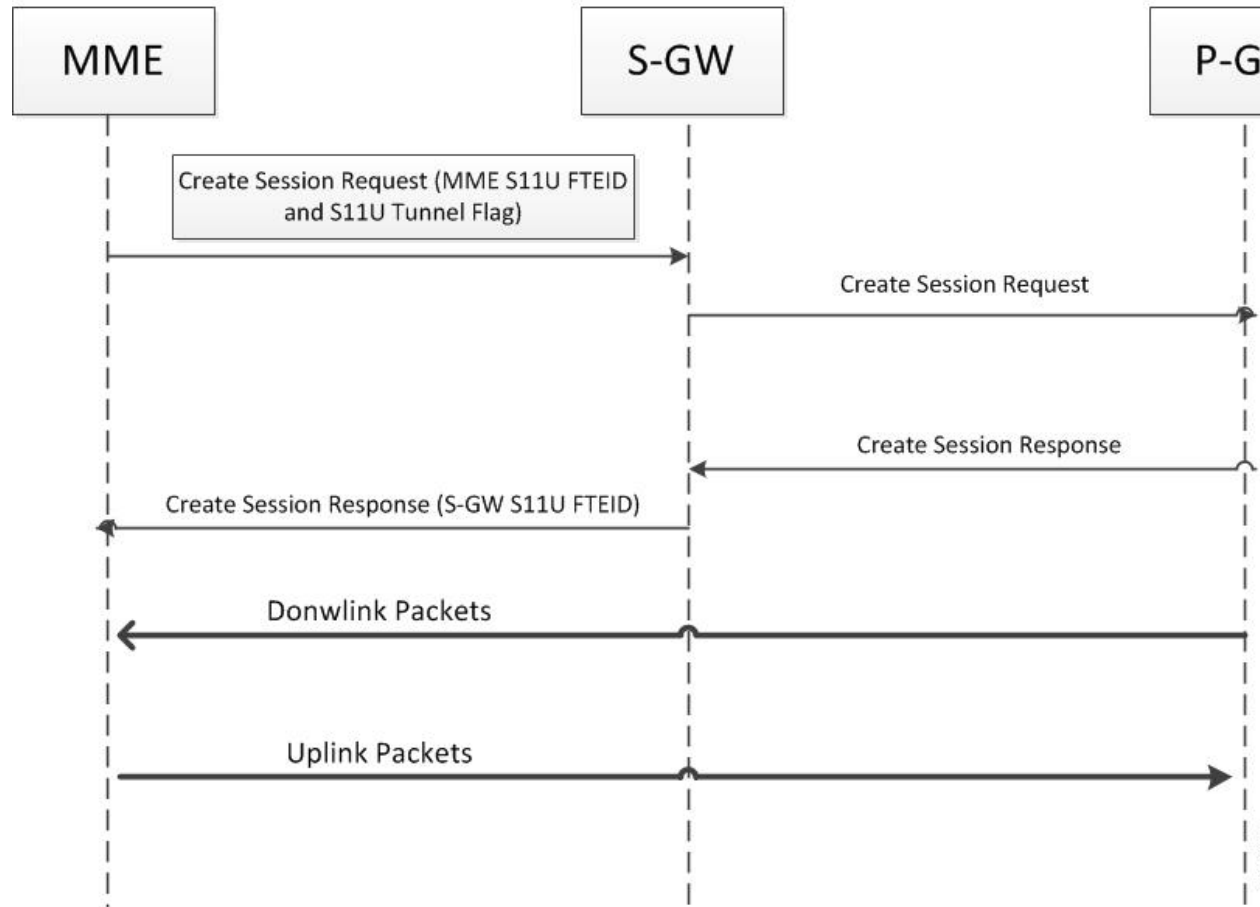 MME
S-GW
P-G
Create Session Request (MME S11U FTEID
and S11U Tunnel Flag)
Create Session Request
Create Session Response
Create Session Response (S-GW S11U FTEID)
Donwlink Packets
Uplink Packets